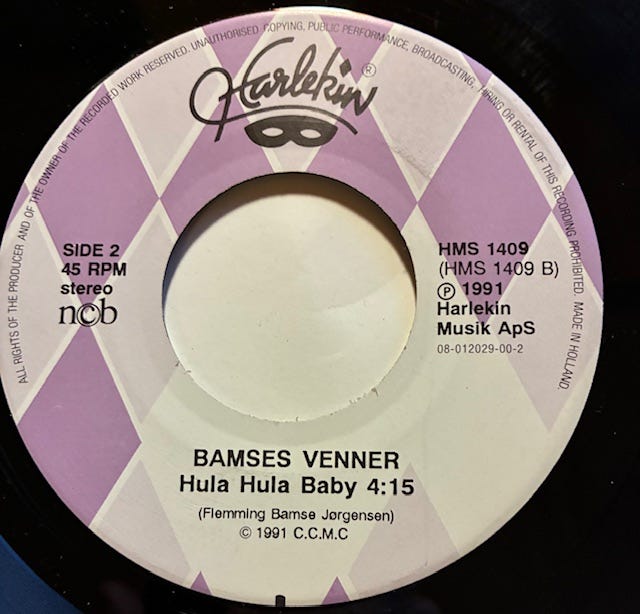 ALL RIGHTS OF THE PRODUCER AND OF THE OWNER OF THE RECORDED WORK RESERVED. UNAUTHORISED COPYING, PUBLIC PERFORMANCE, BROADCASTING, HIRING OR RENTAL OF THIS RECORDING PROHIBITED. MADE IN HOLLAND.
Harlekin®
SIDE 2
45 RPM
stereo
n©b
HMS 1409
(HMS 1409 B)
Ⓟ 1991
Harlekin
Musik ApS
08-012029-00-2
BAMSES VENNER
Hula Hula Baby 4:15
(Flemming Bamse Jørgensen)
© 1991 C.C.M.C